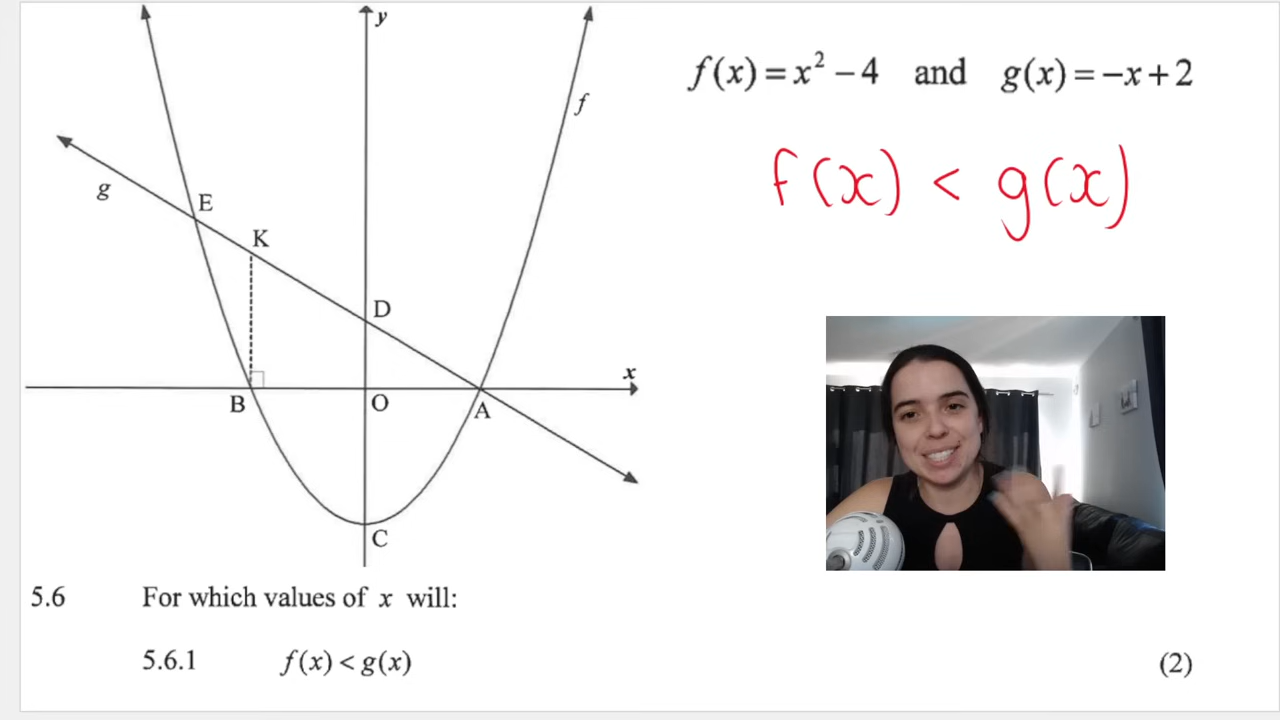 y
f(x) = x² − 4 and g(x) = −x + 2
f
f(x) < g(x)
g
E
K
D
x
B
O
A
C
5.6 For which values of x will:
5.6.1 f(x) < g(x) (2)